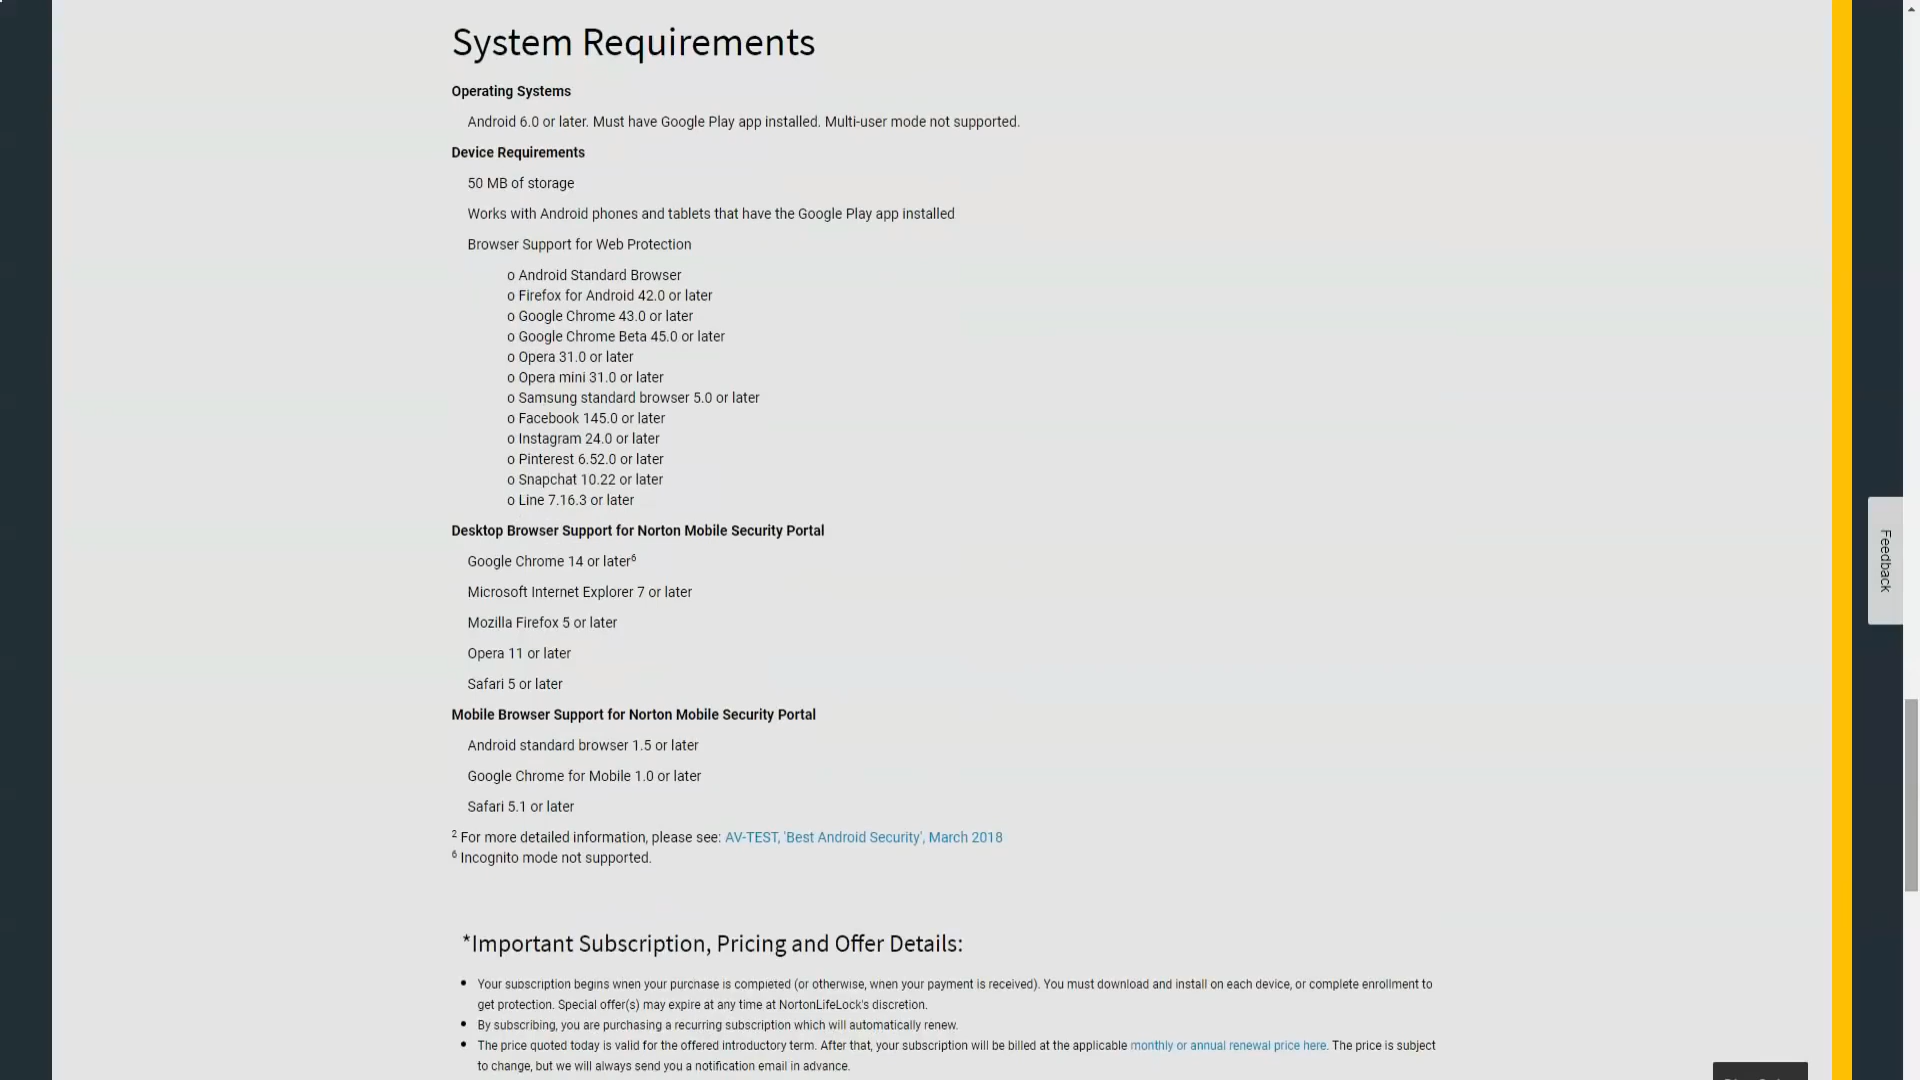 System Requirements
Operating Systems
Android 6.0 or later. Must have Google Play app installed. Multi-user mode not supported.
Device Requirements
50 MB of storage
Works with Android phones and tablets that have the Google Play app installed
Browser Support for Web Protection
o Android Standard Browser
o Firefox for Android 42.0 or later
o Google Chrome 43.0 or later
o Google Chrome Beta 45.0 or later
o Opera 31.0 or later
o Opera mini 31.0 or later
o Samsung standard browser 5.0 or later
o Facebook 145.0 or later
o Instagram 24.0 or later
o Pinterest 6.52.0 or later
o Snapchat 10.22 or later
o Line 7.16.3 or later
Desktop Browser Support for Norton Mobile Security Portal
Google Chrome 14 or later⁶
Microsoft Internet Explorer 7 or later
Feedback
Mozilla Firefox 5 or later
Opera 11 or later
Safari 5 or later
Mobile Browser Support for Norton Mobile Security Portal
Android standard browser 1.5 or later
Google Chrome for Mobile 1.0 or later
Safari 5.1 or later
² For more detailed information, please see: AV-TEST, 'Best Android Security', March 2018
⁶ Incognito mode not supported.
*Important Subscription, Pricing and Offer Details:
• Your subscription begins when your purchase is completed (or otherwise, when your payment is received). You must download and install on each device, or complete enrollment to
get protection. Special offer(s) may expire at any time at NortonLifeLock's discretion.
• By subscribing, you are purchasing a recurring subscription which will automatically renew.
• The price quoted today is valid for the offered introductory term. After that, your subscription will be billed at the applicable monthly or annual renewal price here. The price is subject
to change, but we will always send you a notification email in advance.